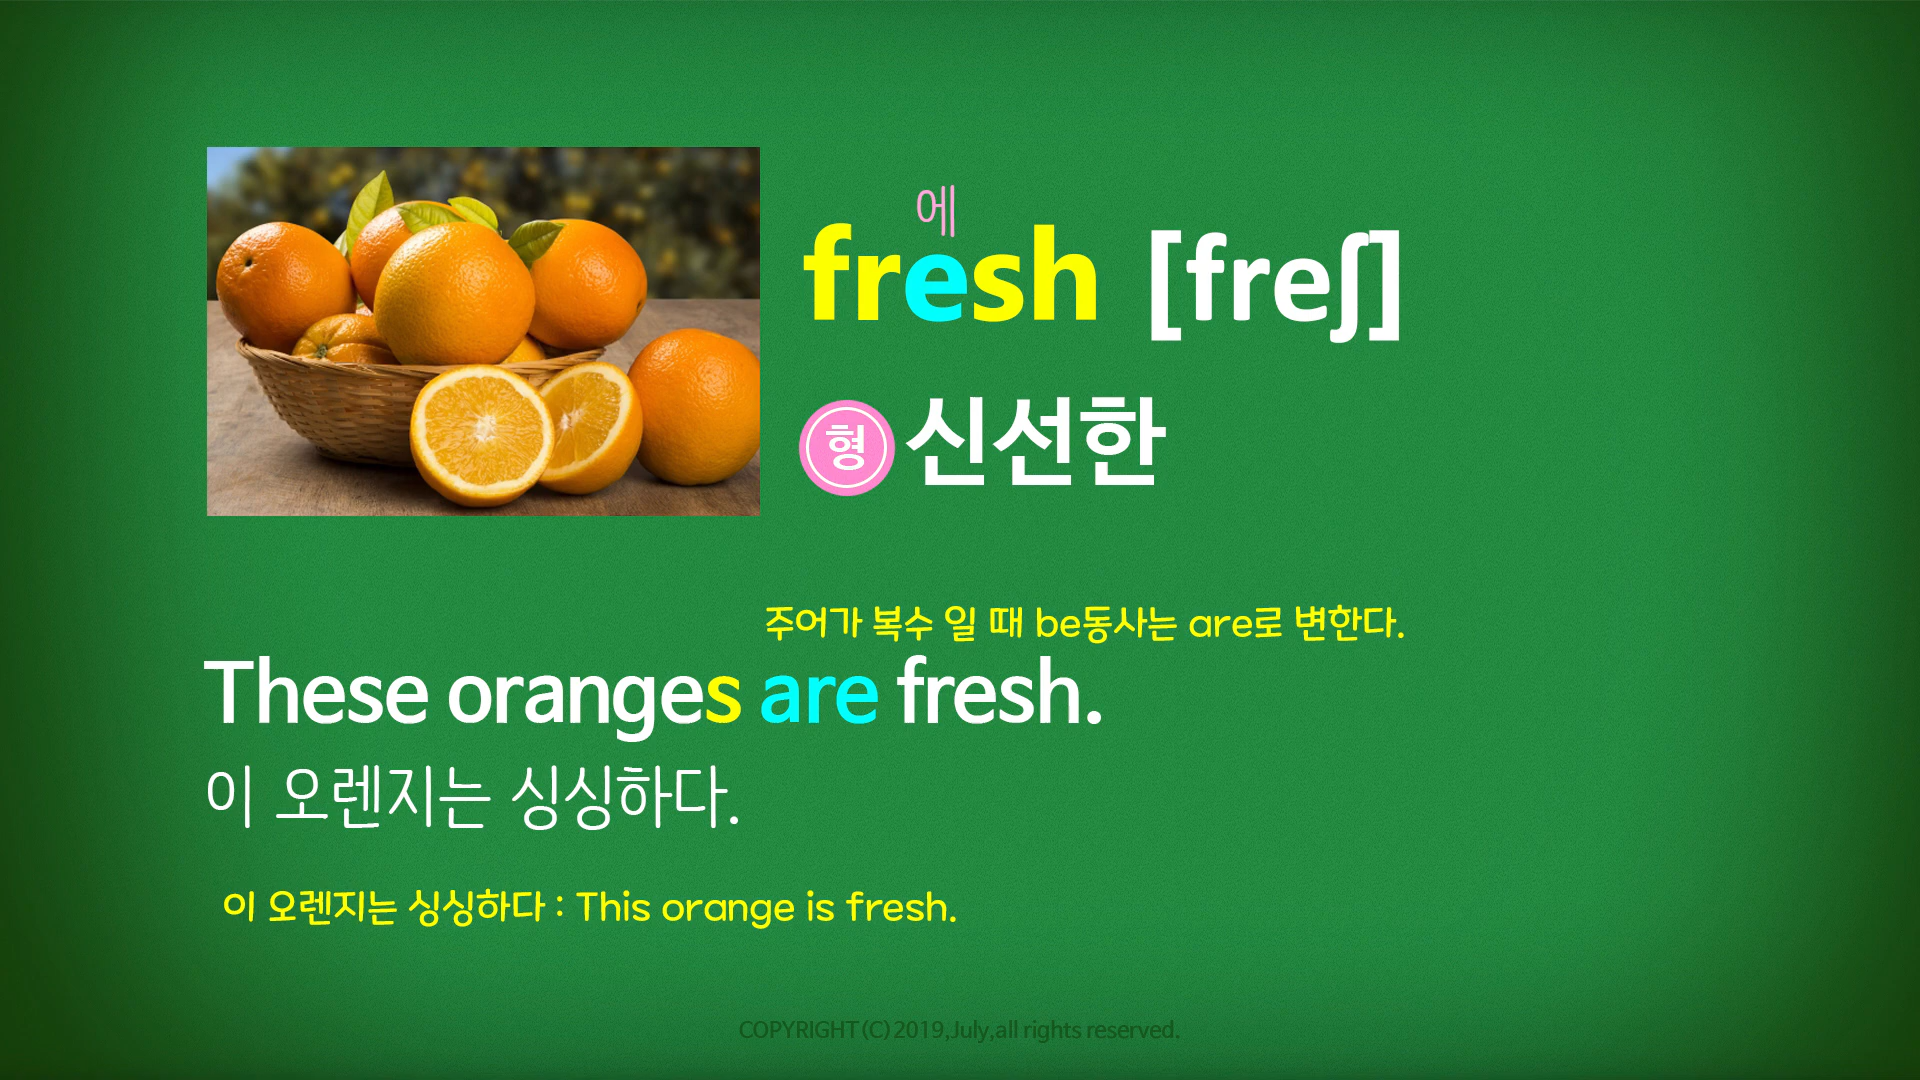 에
fresh [freʃ]
형 신선한
주어가 복수 일 때 be동사는 are로 변한다.
These oranges are fresh.
이 오렌지는 싱싱하다.
이 오렌지는 싱싱하다 : This orange is fresh.
COPYRIGHT (C) 2019,July,all rights reserved.